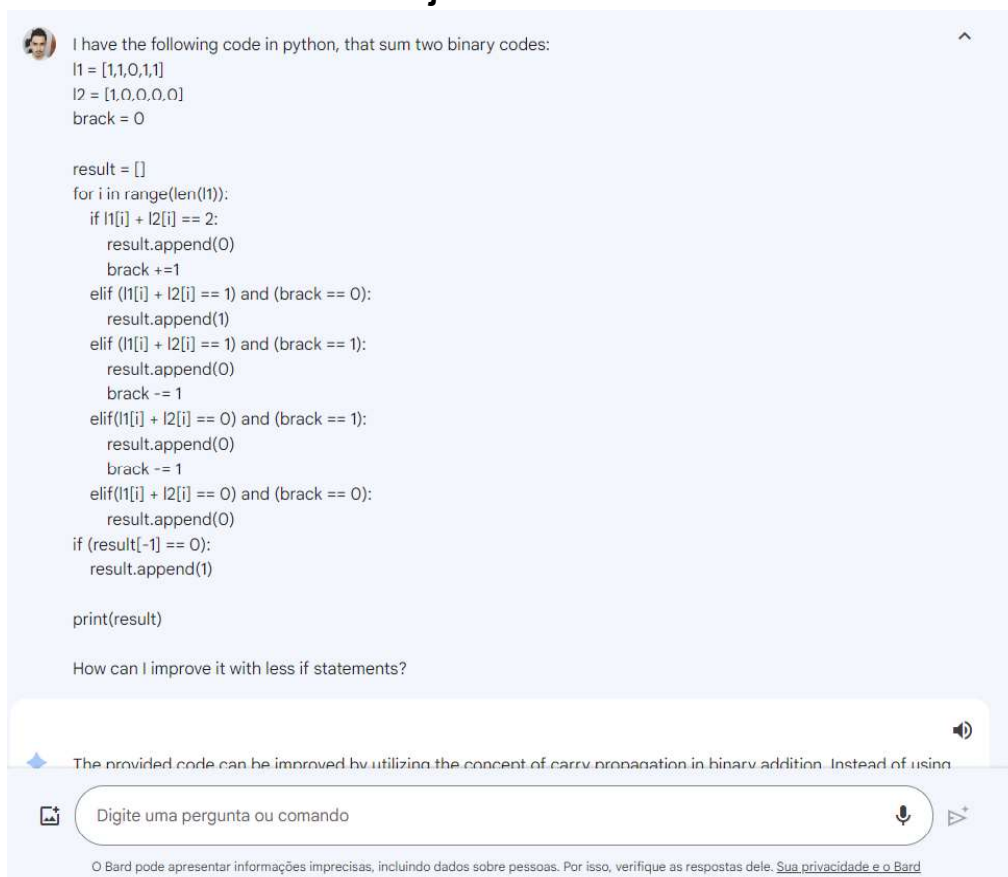 I have the following code in python, that sum two binary codes:
l1 = [1,1,0,1,1]
l2 = [1,0,0,0,0]
brack = 0
result = []
for i in range(len(l1)):
if l1[i] + l2[i] == 2:
result.append(0)
brack +=1
elif (l1[i] + l2[i] == 1) and (brack == 0):
result.append(1)
elif (l1[i] + l2[i] == 1) and (brack == 1):
result.append(0)
brack -= 1
elif(l1[i] + l2[i] == 0) and (brack == 1):
result.append(0)
brack -= 1
elif(l1[i] + l2[i] == 0) and (brack == 0):
result.append(0)
if (result[-1] == 0):
result.append(1)
print(result)
How can I improve it with less if statements?
The provided code can be improved by utilizing the concept of carry propagation in binary addition. Instead of using
Digite uma pergunta ou comando
O Bard pode apresentar informações imprecisas, incluindo dados sobre pessoas. Por isso, verifique as respostas dele. Sua privacidade e o Bard